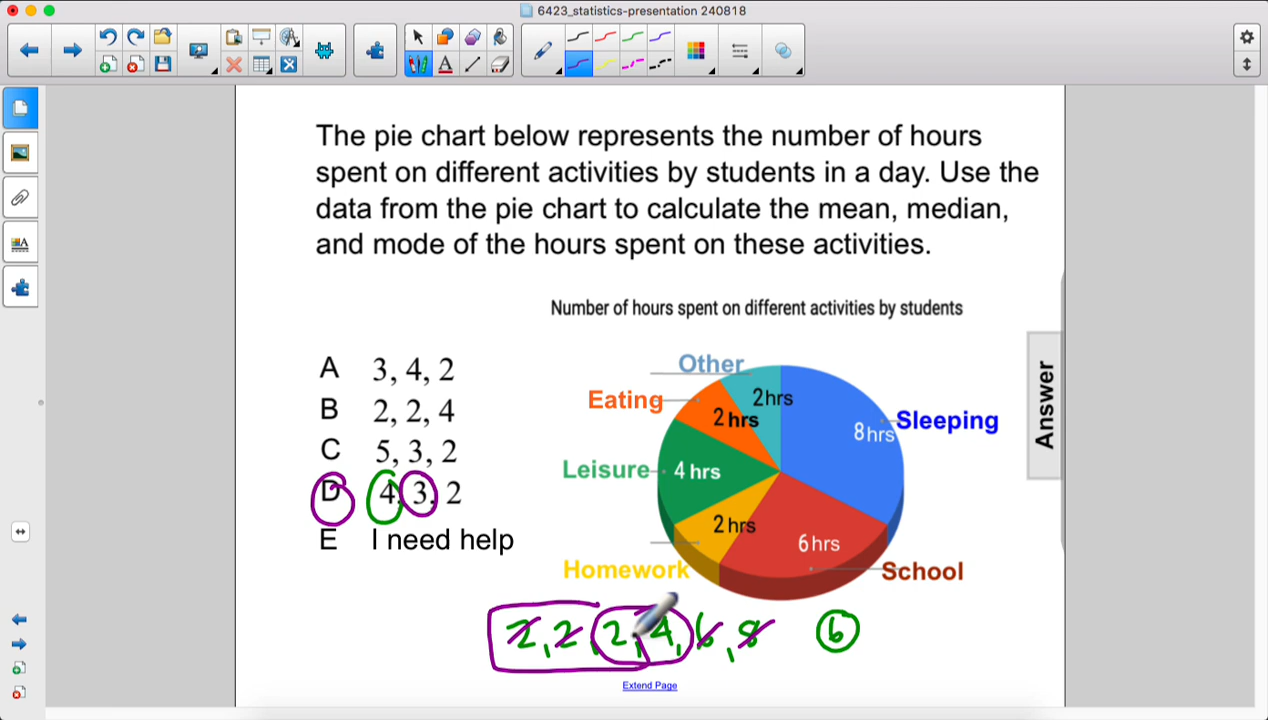 6423_statistics-presentation 240818
The pie chart below represents the number of hours
spent on different activities by students in a day. Use the
data from the pie chart to calculate the mean, median,
and mode of the hours spent on these activities.
Number of hours spent on different activities by students
A 3, 4, 2
B 2, 2, 4
C 5, 3, 2
D 4, 3, 2
E I need help
Other
2hrs
Eating
2 hrs
Sleeping
8hrs
Leisure
4 hrs
2 hrs
Homework
6 hrs
School
Answer
2, 2, 2, 4, 6, 8 6
Extend Page